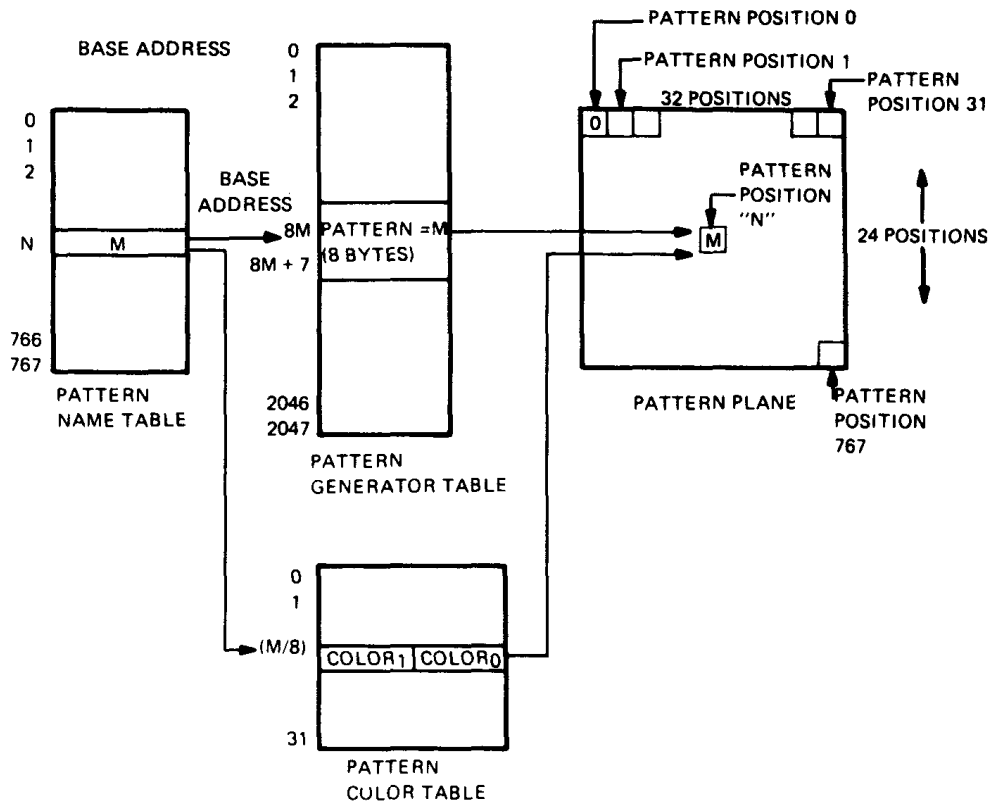 BASE ADDRESS
0
1
2
N
M
766
767
PATTERN
NAME TABLE
BASE
ADDRESS
0
1
2
8M
8M + 7
PATTERN =M
(8 BYTES)
2046
2047
PATTERN
GENERATOR TABLE
PATTERN POSITION 0
PATTERN POSITION 1
32 POSITIONS
PATTERN
POSITION 31
0
PATTERN
POSITION
"N"
M
24 POSITIONS
PATTERN PLANE
PATTERN
POSITION
767
0
1
(M/8)
COLOR1 COLOR0
31
PATTERN
COLOR TABLE